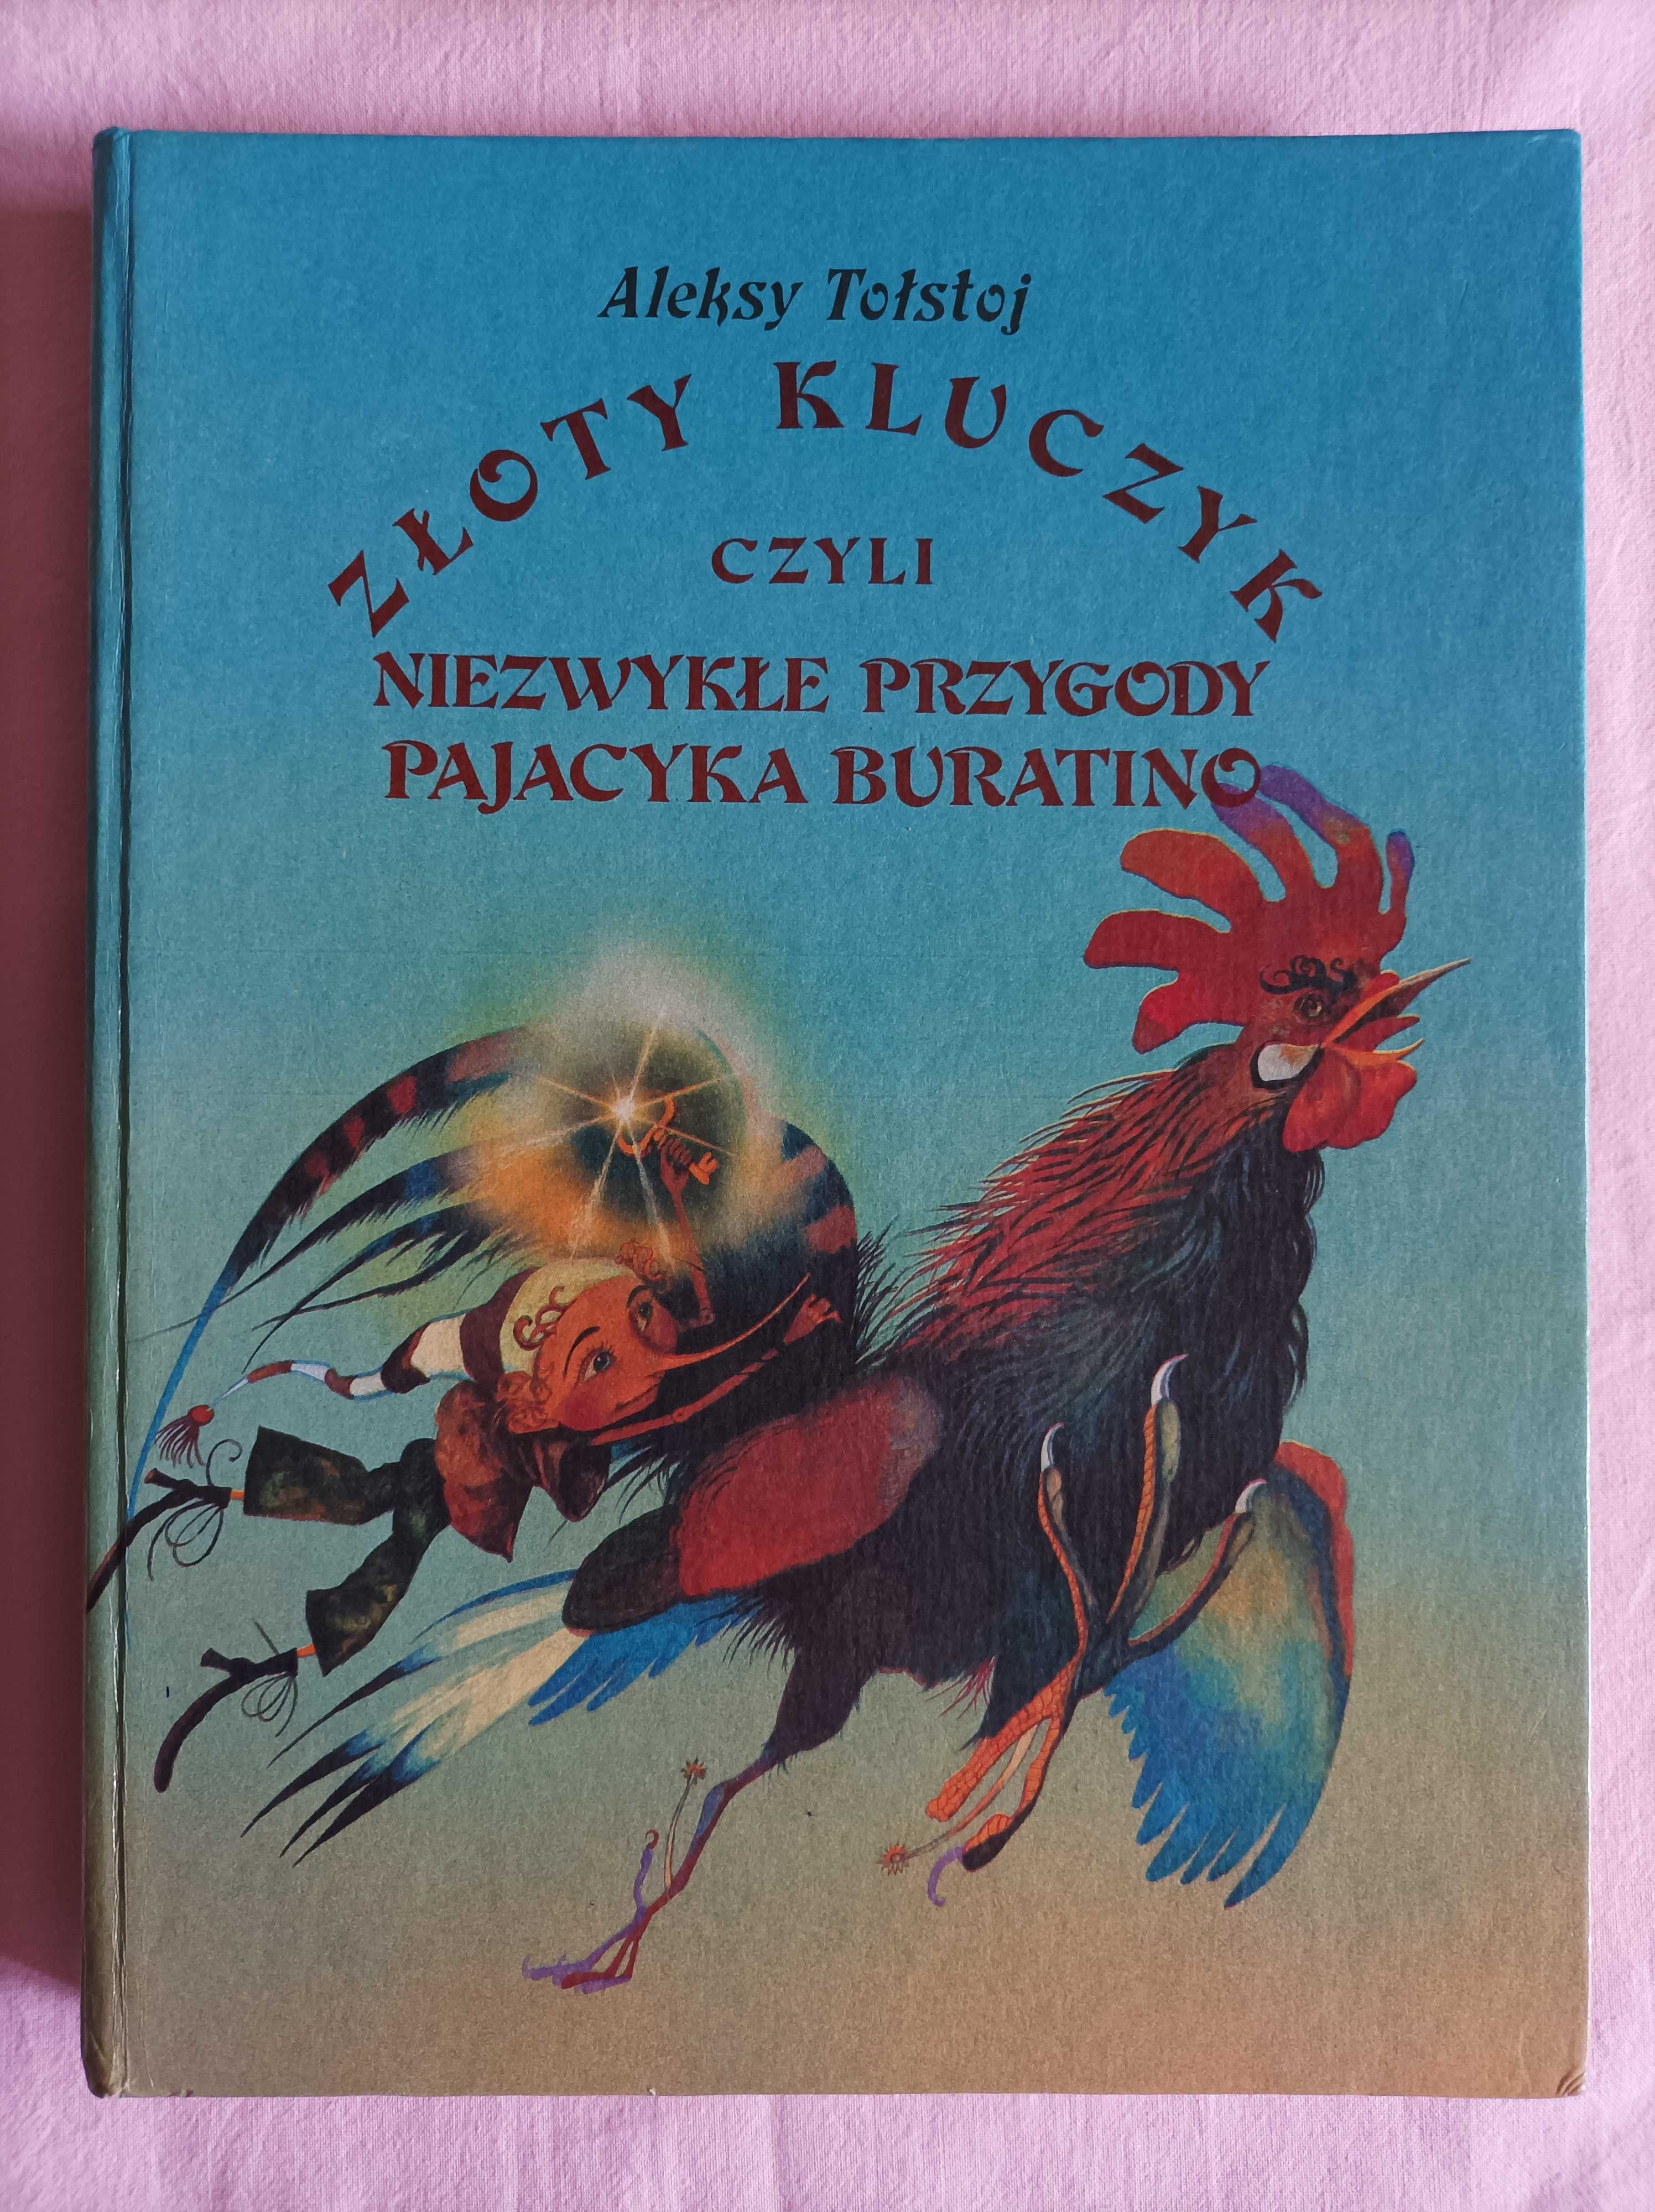 Aleksy Tołstoj
ZŁOTY KLUCZYK
CZYLI
NIEZWYKŁE PRZYGODY
PAJACYKA BURATINO